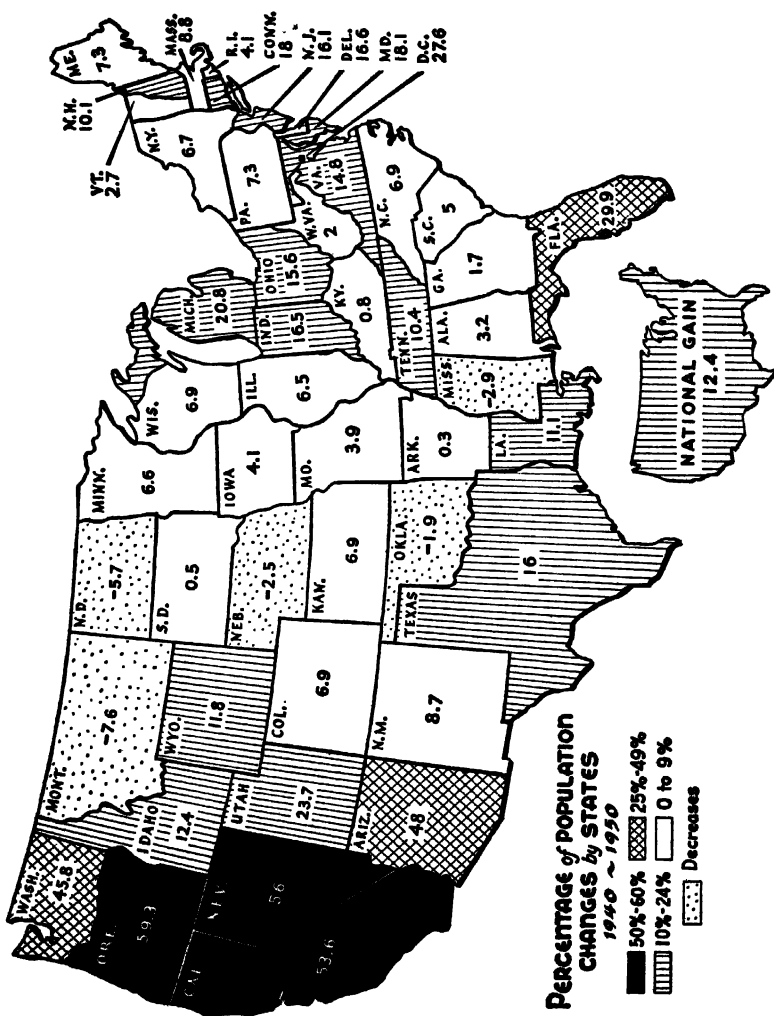 WASH.
45.8
ORE.
59.3
CAL
53.6
NEV.
56
IDAHO
12.4
MONT.
-7.6
WYO.
11.8
UTAH
23.7
ARIZ.
48
COL.
6.9
N.M.
8.7
N.D.
-5.7
S.D.
0.5
NEB.
-2.5
KAN.
6.9
OKLA.
-1.9
TEXAS
16
MINN.
6.6
IOWA
4.1
MO.
3.9
ARK.
0.3
LA.
11.1
WIS.
6.9
ILL.
6.5
MICH.
20.8
IND.
16.5
OHIO
15.6
KY.
0.8
TENN.
10.4
MISS.
-2.9
ALA.
3.2
GA.
1.7
FLA.
29.9
S.C.
5
N.C.
6.9
VA.
14.8
W.VA.
2
PA.
7.3
N.Y.
6.7
VT.
2.7
N.H.
10.1
ME.
7.3
MASS.
8.8
R.I.
4.1
CONN.
18
N.J.
16.1
DEL.
16.6
MD.
18.1
D.C.
27.6
NATIONAL GAIN
12.4
PERCENTAGE of POPULATION
CHANGES by STATES
1940 ~ 1950
50%-60% 25%-49%
10%-24% 0 to 9%
Decreases